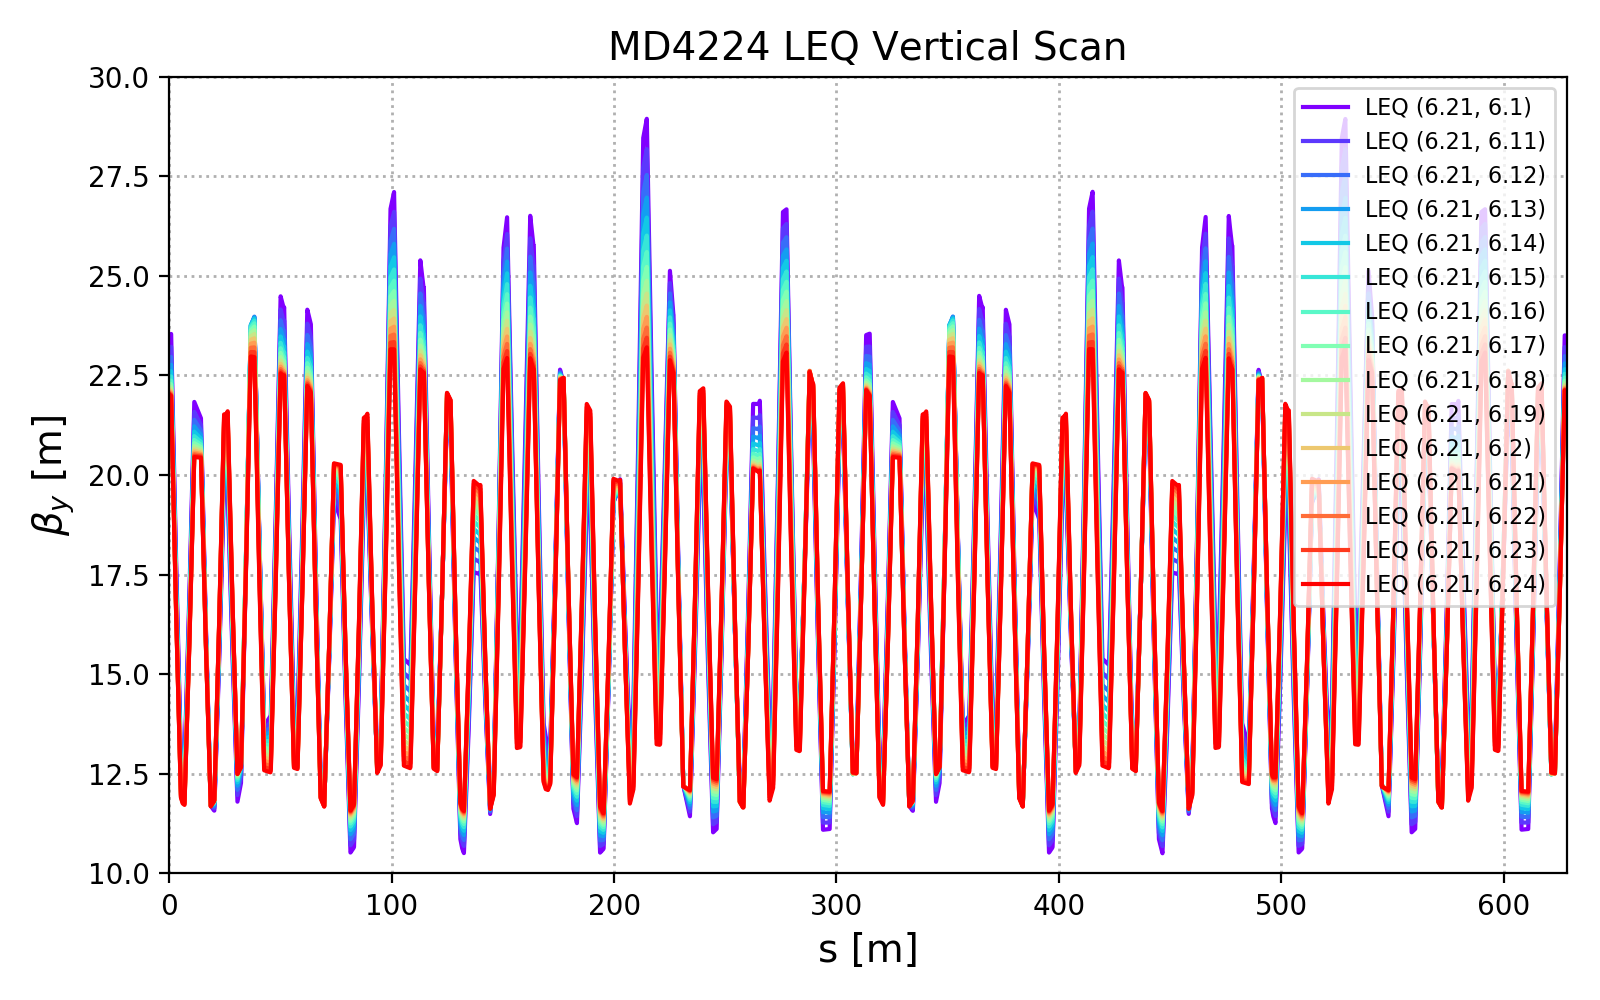 MD4224 LEQ Vertical Scan
30.0
27.5
25.0
22.5
20.0
17.5
15.0
12.5
10.0
βy [m]
0
100
200
300
400
500
600
s [m]
LEQ (6.21, 6.1)
LEQ (6.21, 6.11)
LEQ (6.21, 6.12)
LEQ (6.21, 6.13)
LEQ (6.21, 6.14)
LEQ (6.21, 6.15)
LEQ (6.21, 6.16)
LEQ (6.21, 6.17)
LEQ (6.21, 6.18)
LEQ (6.21, 6.19)
LEQ (6.21, 6.2)
LEQ (6.21, 6.21)
LEQ (6.21, 6.22)
LEQ (6.21, 6.23)
LEQ (6.21, 6.24)